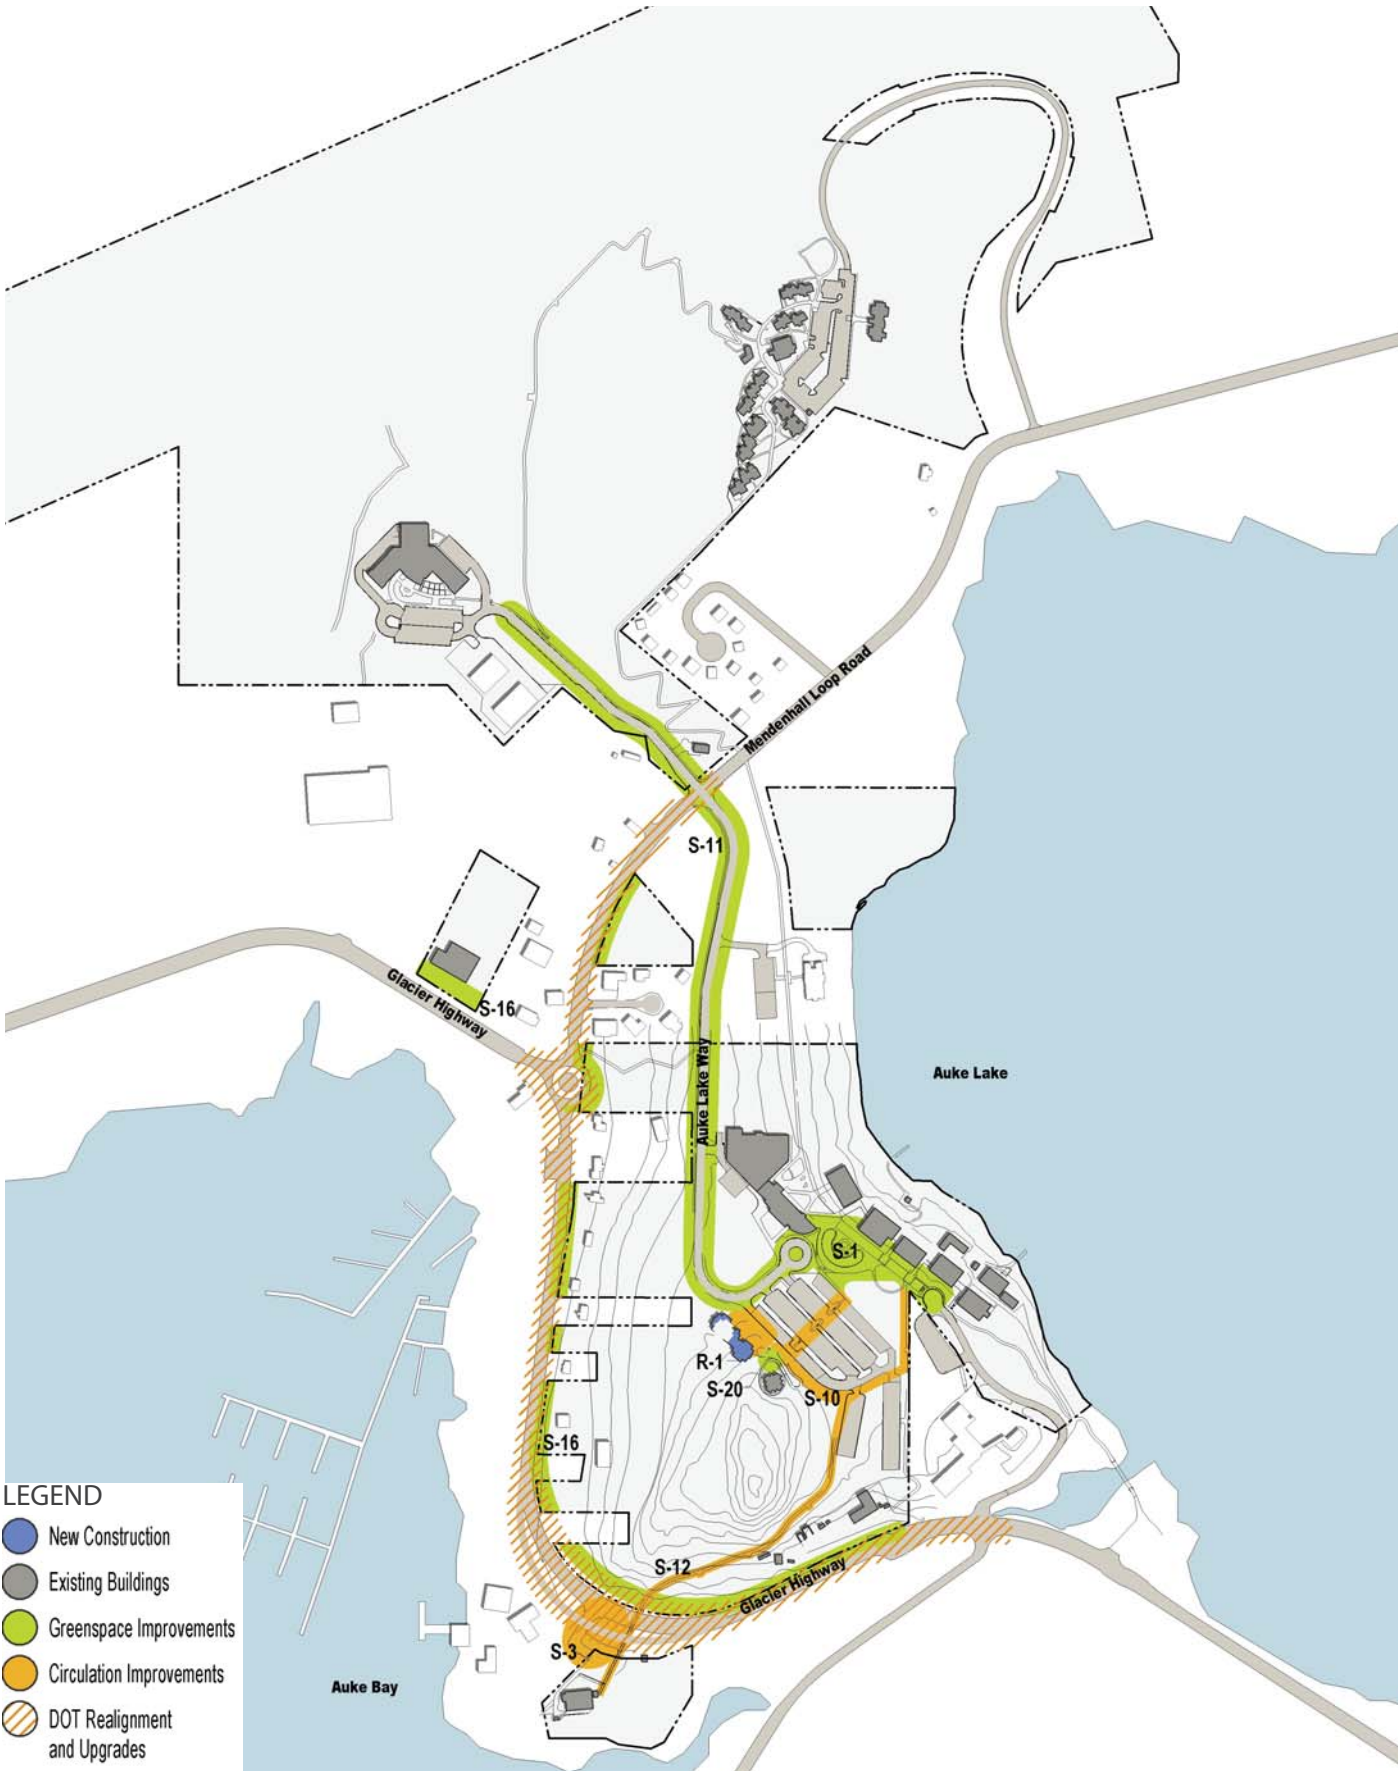 Mendenhall Loop Road
S-11
Glacier Highway
S-16
Auke Lake Way
Auke Lake
S-1
R-1
S-20
S-10
S-16
S-12
Glacier Highway
S-3
Auke Bay
LEGEND
New Construction
Existing Buildings
Greenspace Improvements
Circulation Improvements
DOT Realignment
and Upgrades